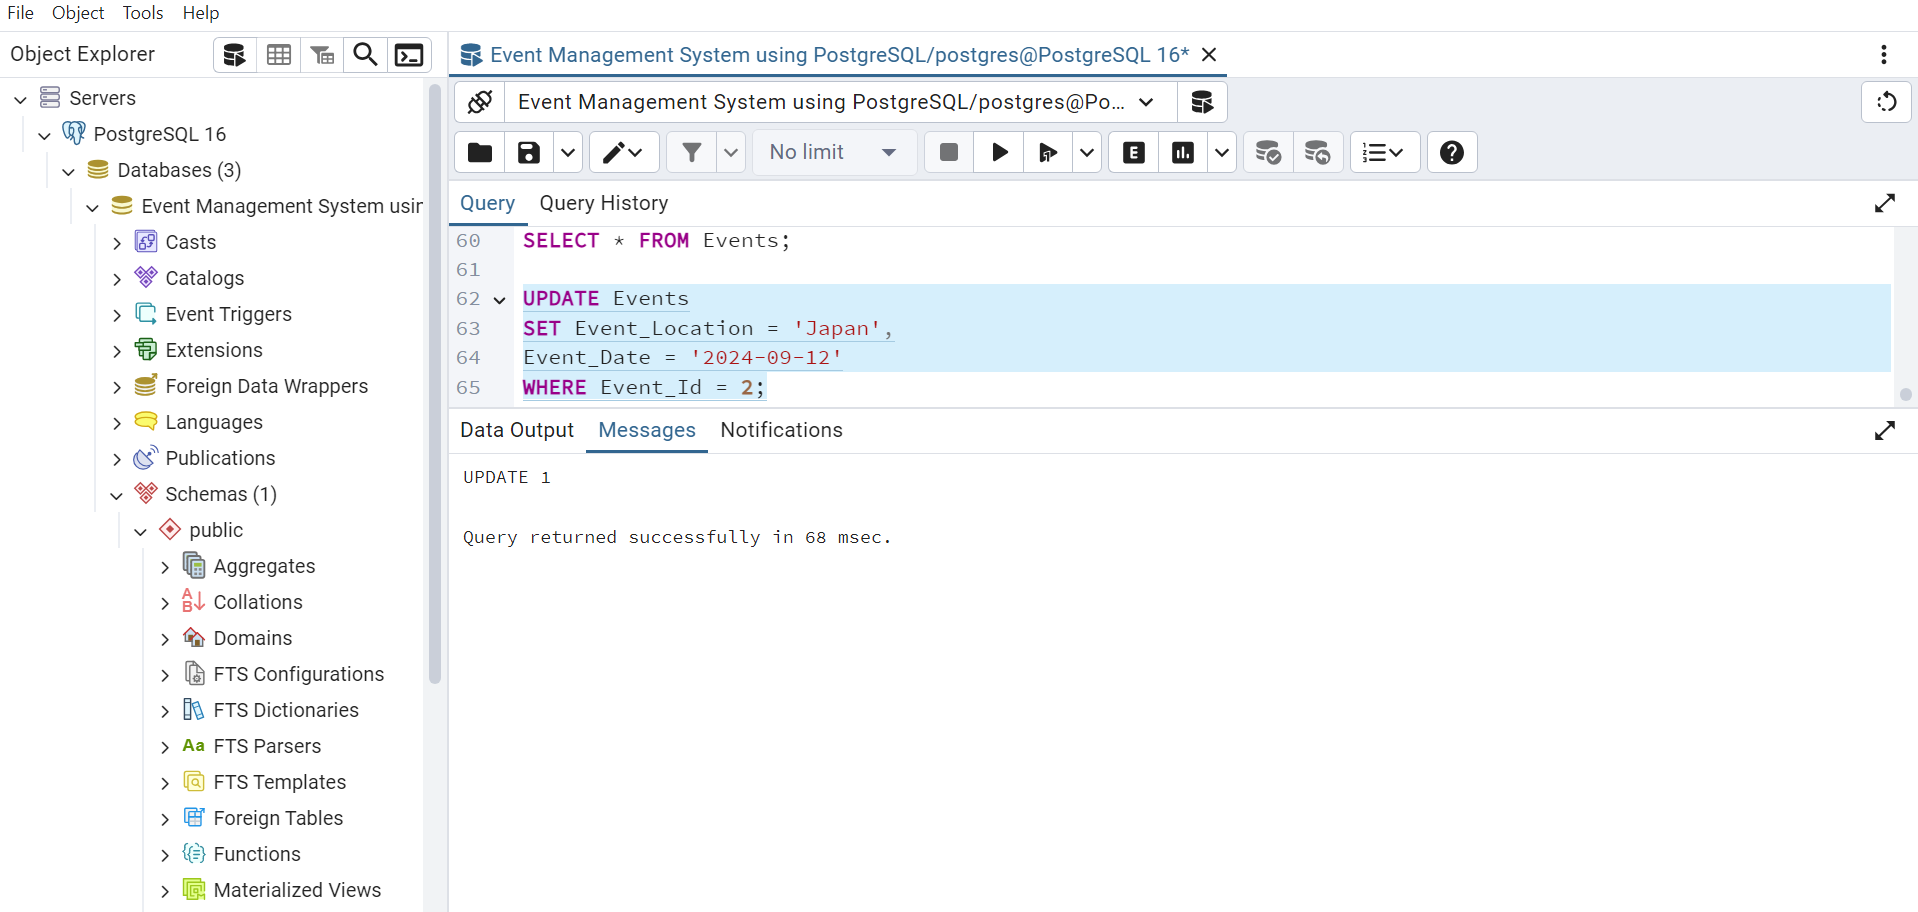 File Object Tools Help
Object Explorer
Servers
PostgreSQL 16
Databases (3)
Event Management System usin
Casts
Catalogs
Event Triggers
Extensions
Foreign Data Wrappers
Languages
Publications
Schemas (1)
public
Aggregates
Collations
Domains
FTS Configurations
FTS Dictionaries
Aa FTS Parsers
FTS Templates
Foreign Tables
Functions
Materialized Views
Event Management System using PostgreSQL/postgres@PostgreSQL 16*
Event Management System using PostgreSQL/postgres@Po...
No limit
E
Query Query History
60 SELECT * FROM Events;
61
62 UPDATE Events
63 SET Event_Location = 'Japan',
64 Event_Date = '2024-09-12'
65 WHERE Event_Id = 2;
Data Output Messages Notifications
UPDATE 1
Query returned successfully in 68 msec.